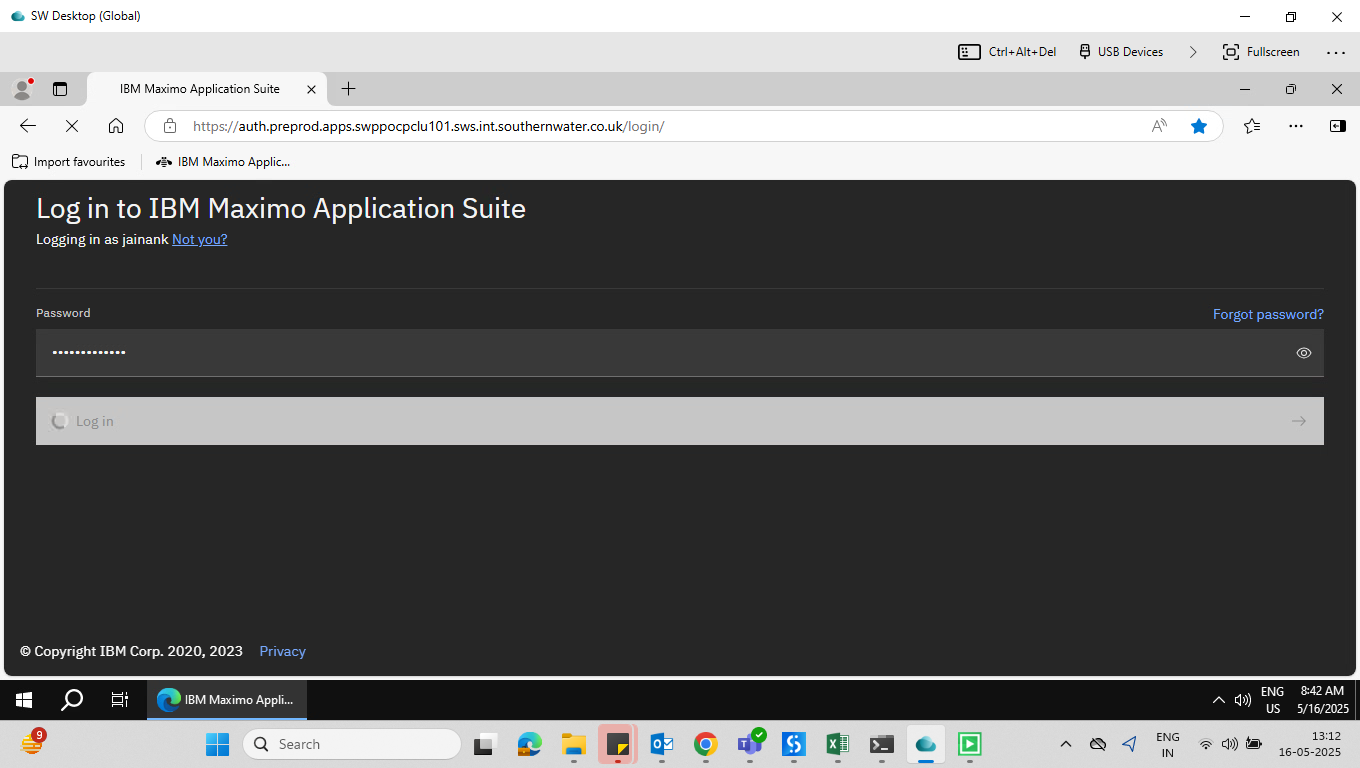 SW Desktop (Global)
Ctrl+Alt+Del
USB Devices
Fullscreen
IBM Maximo Application Suite
https://auth.preprod.apps.swppocpclu101.sws.int.southernwater.co.uk/login/
Import favourites
IBM Maximo Applic...
Log in to IBM Maximo Application Suite
Logging in as jainank Not you?
Password
Forgot password?
•••••••••••••
Log in
© Copyright IBM Corp. 2020, 2023 Privacy
IBM Maximo Appli...
ENG
US
8:42 AM
5/16/2025
9
Search
ENG
IN
13:12
16-05-2025